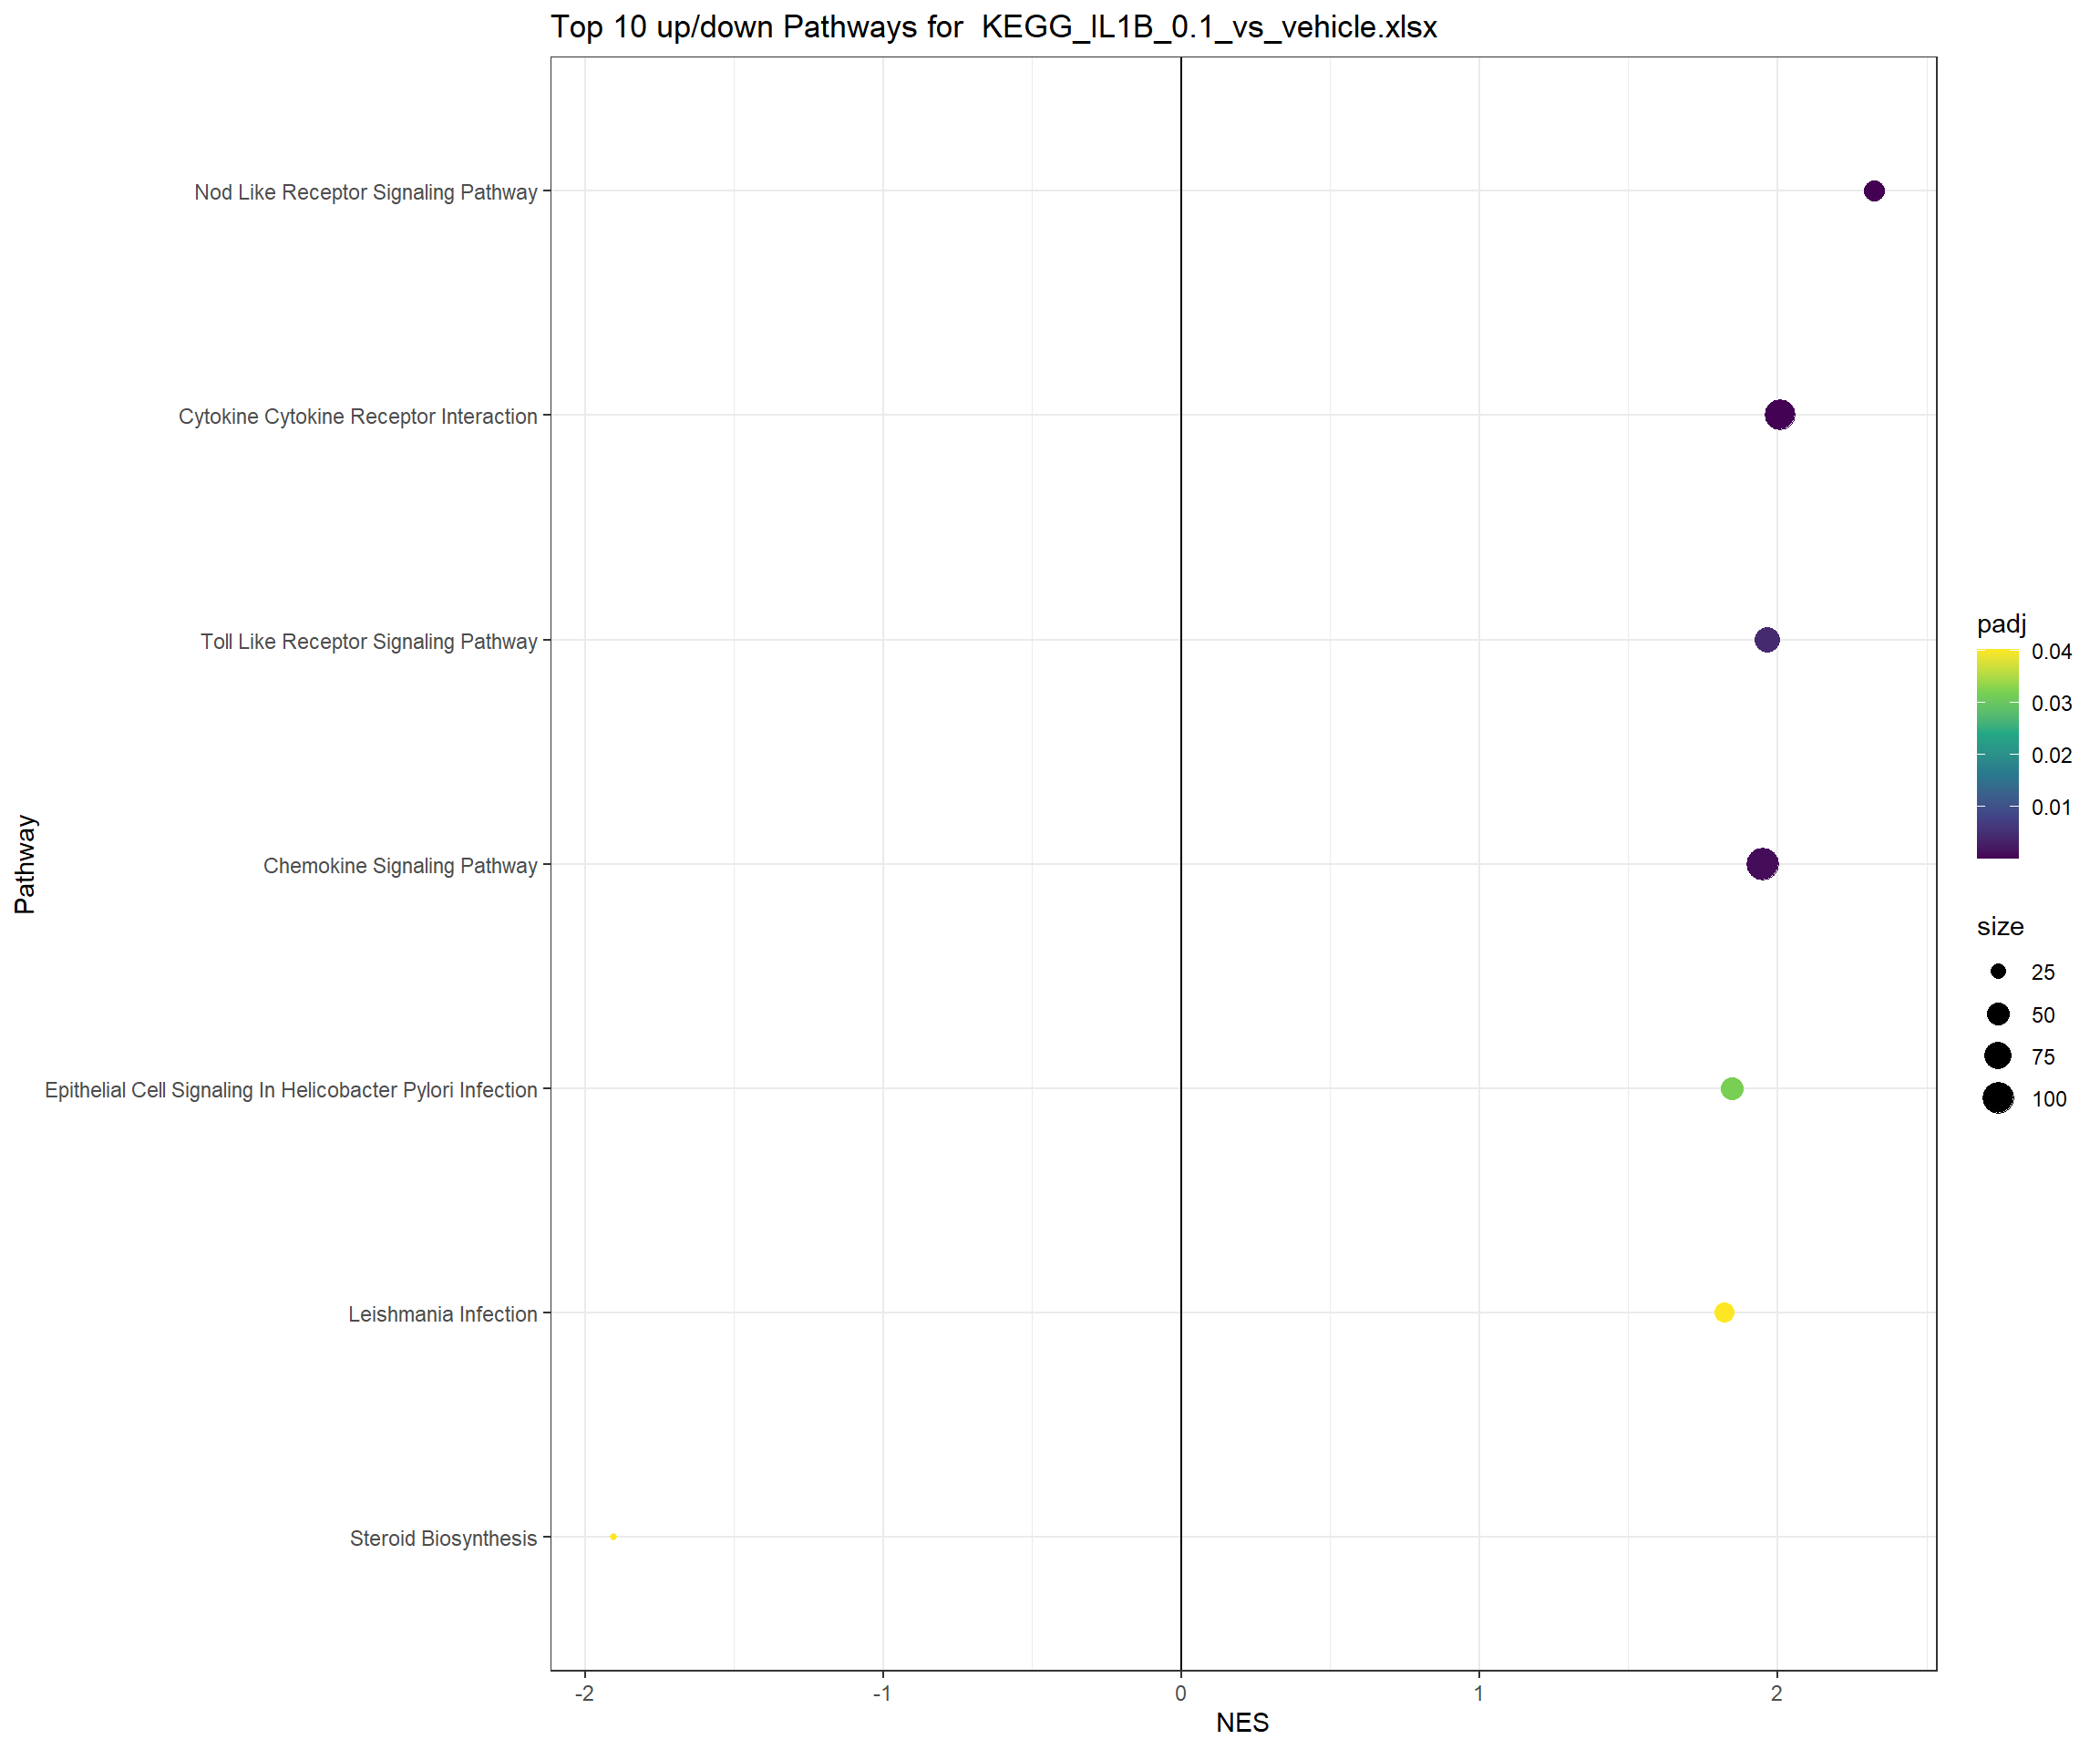 Top 10 up/down Pathways for  KEGG_IL1B_0.1_vs_vehicle.xlsx
Pathway
Nod Like Receptor Signaling Pathway
Cytokine Cytokine Receptor Interaction
Toll Like Receptor Signaling Pathway
Chemokine Signaling Pathway
Epithelial Cell Signaling In Helicobacter Pylori Infection
Leishmania Infection
Steroid Biosynthesis
-2
-1
0
1
2
NES
padj
0.04
0.03
0.02
0.01
size
25
50
75
100